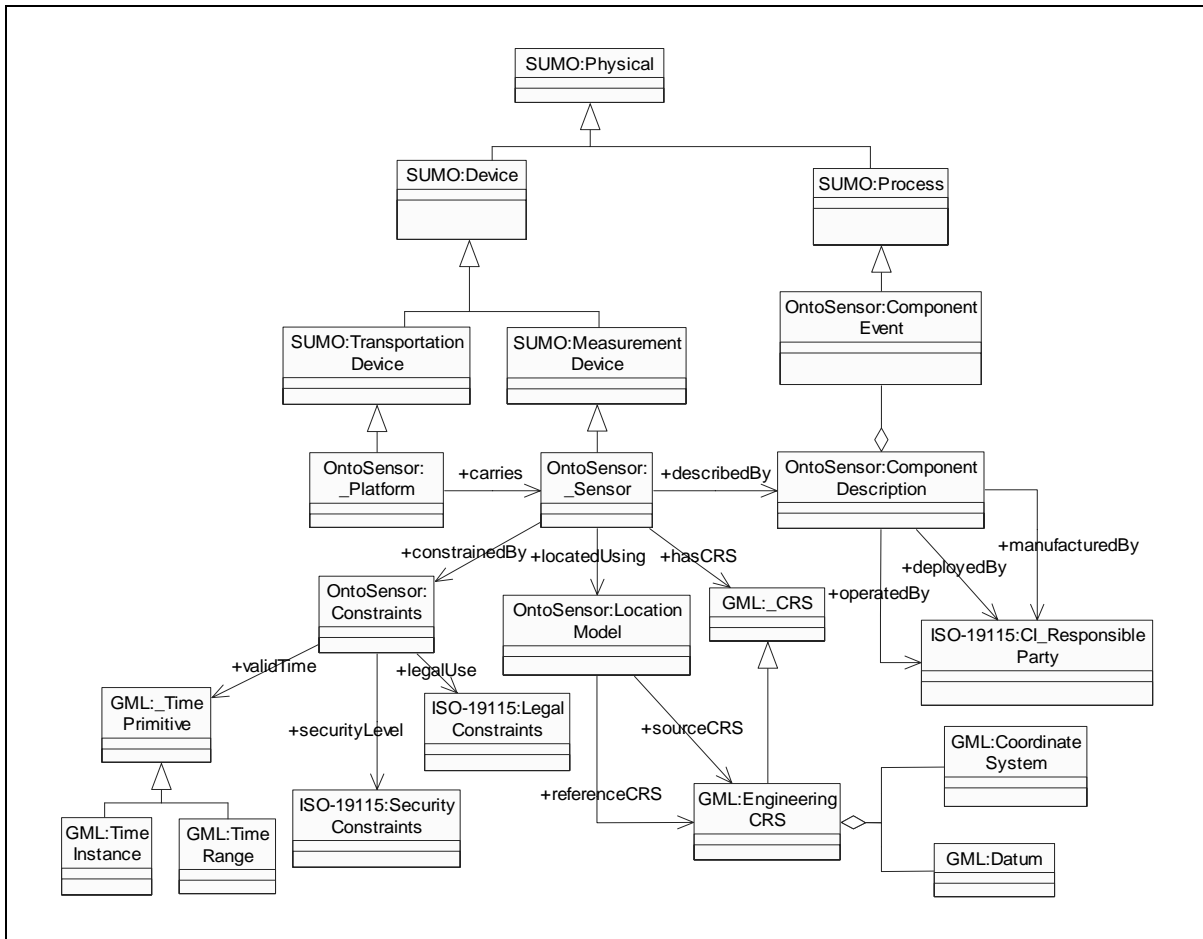 SUMO:Physical
SUMO:Device
SUMO:Process
OntoSensor:Component
Event
SUMO:Transportation
Device
SUMO:Measurement
Device
OntoSensor:
_Platform
+carries
OntoSensor:
_Sensor
+describedBy
OntoSensor:Component
Description
+constrainedBy
+locatedUsing
+hasCRS
+manufacturedBy
+deployedBy
+operatedBy
OntoSensor:
Constraints
OntoSensor:Location
Model
GML:_CRS
ISO-19115:CI_Responsible
Party
+validTime
+legalUse
GML:_Time
Primitive
+securityLevel
ISO-19115:Legal
Constraints
+sourceCRS
GML:Coordinate
System
ISO-19115:Security
Constraints
+referenceCRS
GML:Engineering
CRS
GML:Time
Instance
GML:Time
Range
GML:Datum